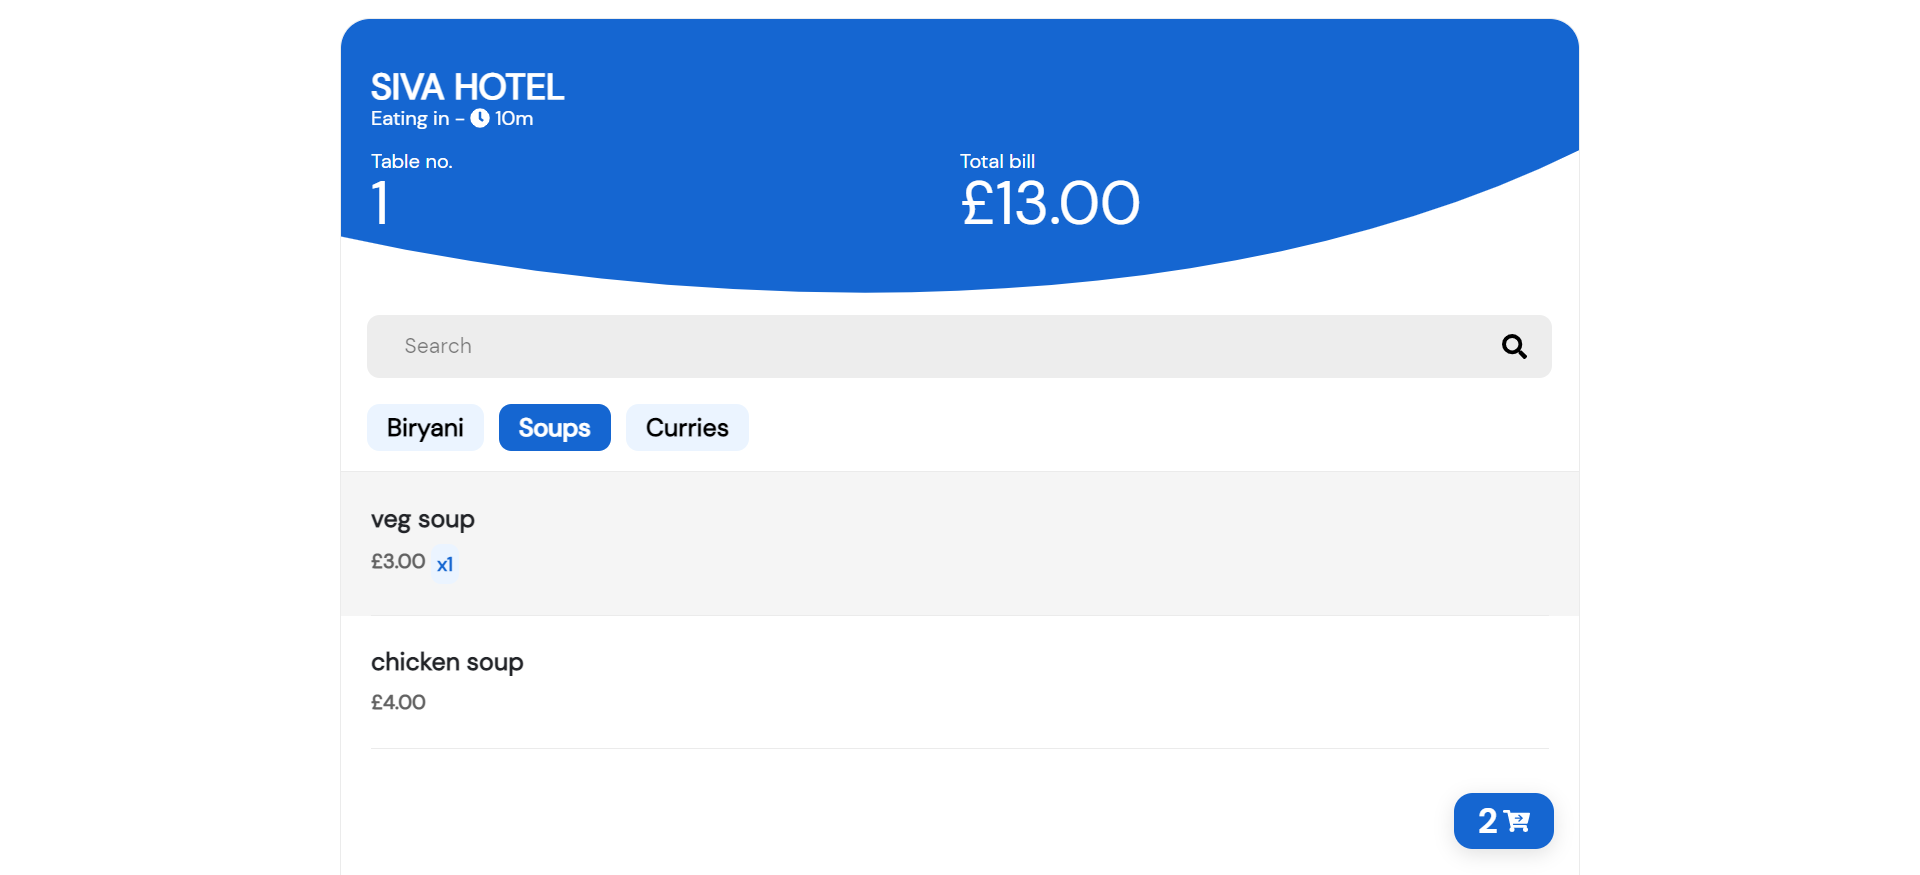 SIVA HOTEL
Eating in - 10m
Table no.
1
Total bill
£13.00
Search
Biryani
Soups
Curries
veg soup
£3.00 x1
chicken soup
£4.00
2